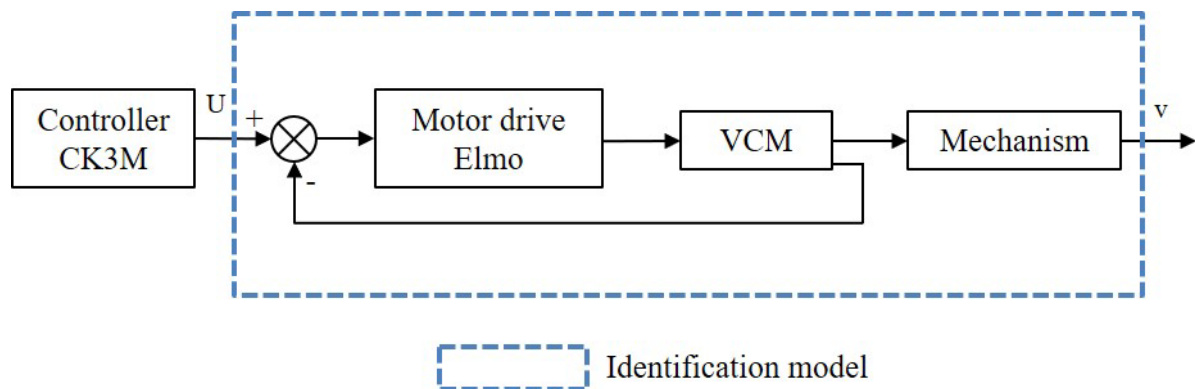 Controller
CK3M
U
+
-
Motor drive
Elmo
VCM
Mechanism
v
Identification model